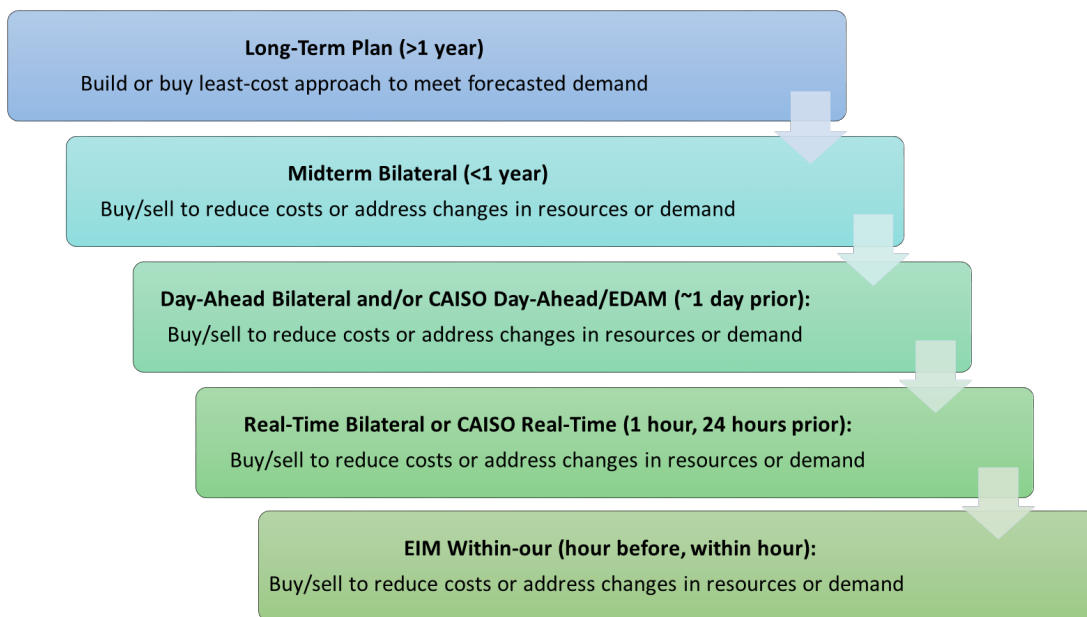 Long-Term Plan (>1 year)
Build or buy least-cost approach to meet forecasted demand
Midterm Bilateral (<1 year)
Buy/sell to reduce costs or address changes in resources or demand
Day-Ahead Bilateral and/or CAISO Day-Ahead/EDAM (~1 day prior):
Buy/sell to reduce costs or address changes in resources or demand
Real-Time Bilateral or CAISO Real-Time (1 hour, 24 hours prior):
Buy/sell to reduce costs or address changes in resources or demand
EIM Within-our (hour before, within hour):
Buy/sell to reduce costs or address changes in resources or demand